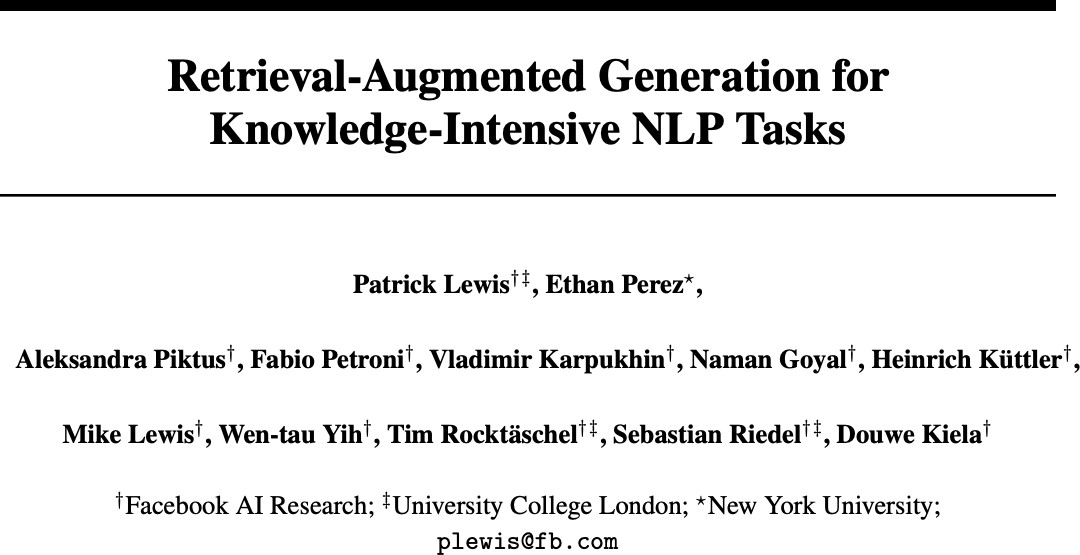 Retrieval-Augmented Generation for
Knowledge-Intensive NLP Tasks
Patrick Lewis†‡, Ethan Perez⋆,
Aleksandra Piktus†, Fabio Petroni†, Vladimir Karpukhin†, Naman Goyal†, Heinrich Küttler†,
Mike Lewis†, Wen-tau Yih†, Tim Rocktäschel†‡, Sebastian Riedel†‡, Douwe Kiela†
†Facebook AI Research; ‡University College London; ⋆New York University;
plewis@fb.com